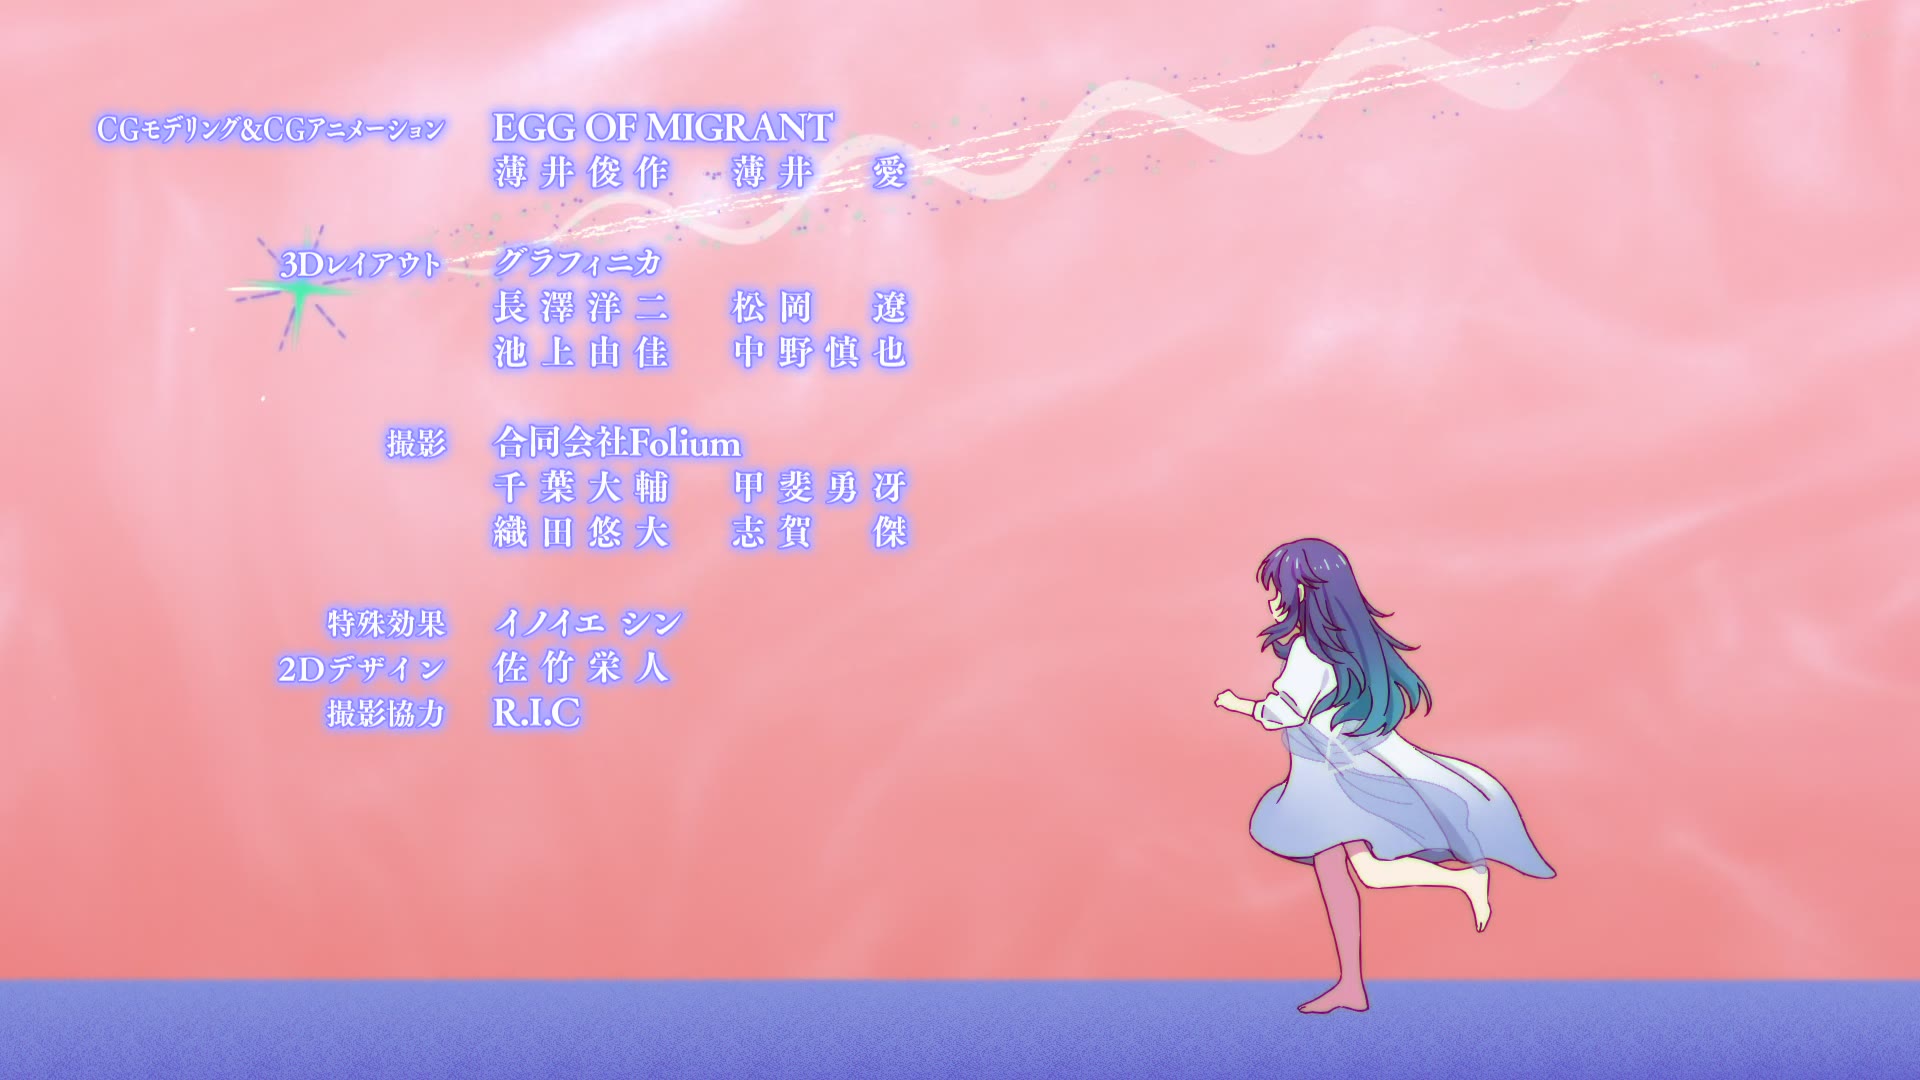 CGモデリング&CGアニメーション EGG OF MIGRANT
薄井俊作 薄井 愛
3Dレイアウト グラフィニカ
長澤洋二 松岡 遼
池上由佳 中野慎也
撮影 合同会社Folium
千葉大輔 甲斐勇冴
織田悠大 志賀 傑
特殊効果 イノイエ シン
2Dデザイン 佐竹栄人
撮影協力 R.I.C